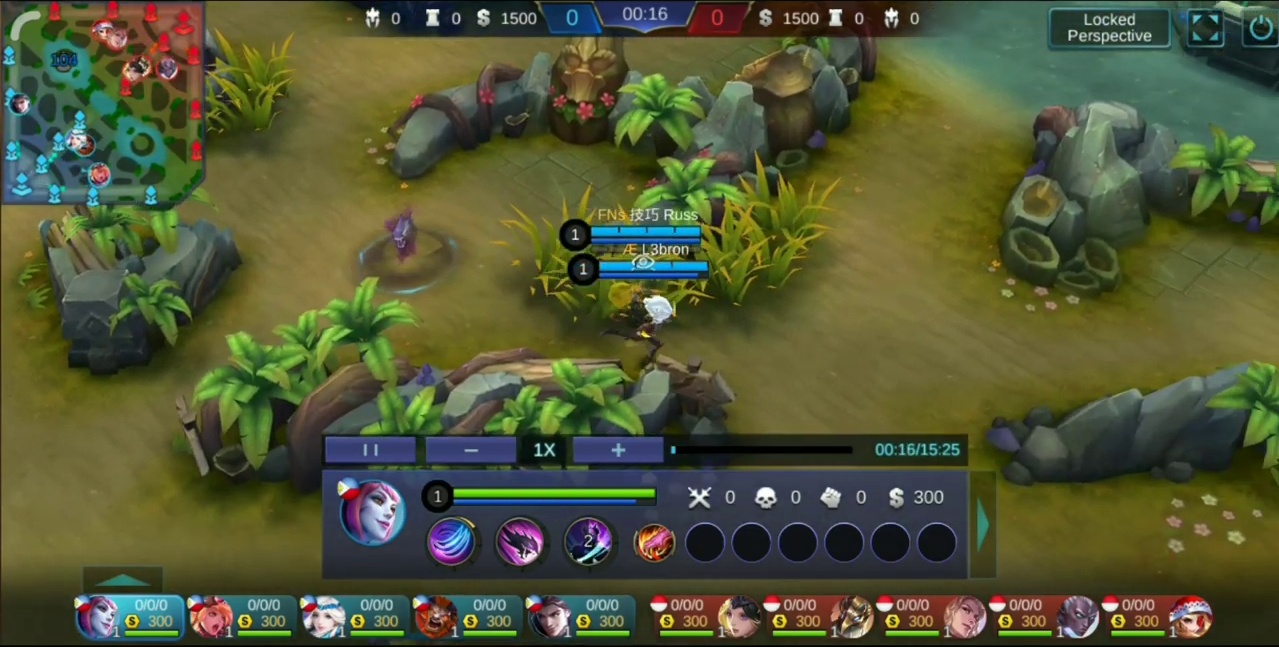 0 0 1500 0 00:16 0 1500 0 0
Locked
Perspective
104
FNs 技巧 Russ
1
Æ L3bron
1
1X 00:16/15:25
1 0 0 0 300
2
0/0/0 0/0/0 0/0/0 0/0/0 0/0/0 0/0/0 0/0/0 0/0/0 0/0/0 0/0/0
1 300 1 300 1 300 1 300 1 300 300 1 300 1 300 1 300 1 300 1